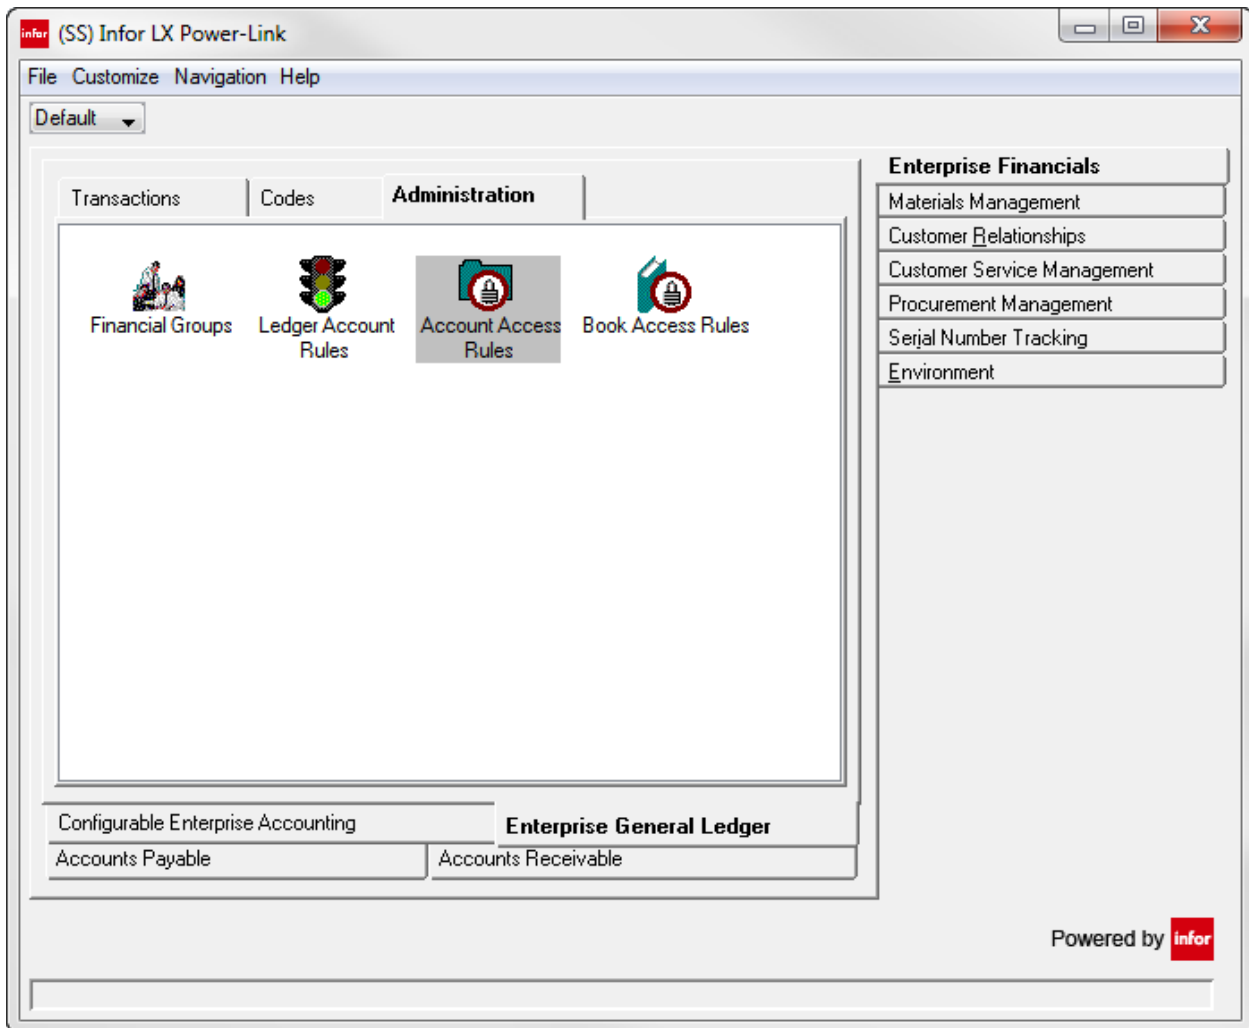 infor (SS) Infor LX Power-Link
File Customize Navigation Help
Default
Transactions Codes Administration
Financial Groups
Ledger Account
Rules
Account Access
Rules
Book Access Rules
Configurable Enterprise Accounting
Enterprise General Ledger
Accounts Payable
Accounts Receivable
Enterprise Financials
Materials Management
Customer Relationships
Customer Service Management
Procurement Management
Serial Number Tracking
Environment
Powered by infor